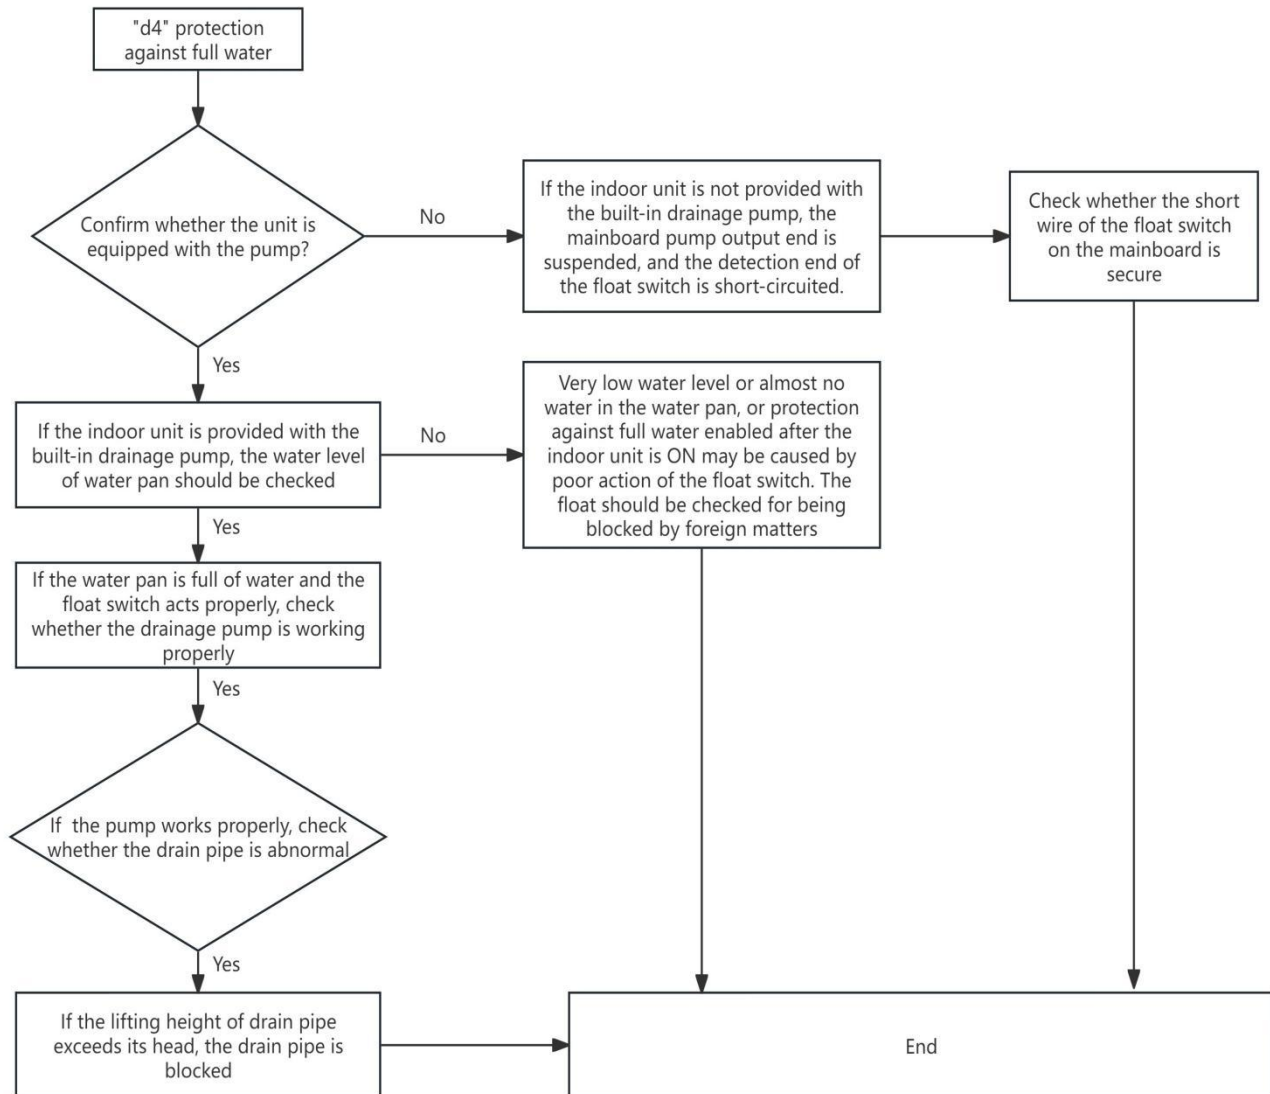 "d4" protection
against full water
Confirm whether the unit is
equipped with the pump?
No
If the indoor unit is not provided with
the built-in drainage pump, the
mainboard pump output end is
suspended, and the detection end of
the float switch is short-circuited.
Check whether the short
wire of the float switch
on the mainboard is
secure
Yes
If the indoor unit is provided with the
built-in drainage pump, the water level
of water pan should be checked
No
Very low water level or almost no
water in the water pan, or protection
against full water enabled after the
indoor unit is ON may be caused by
poor action of the float switch. The
float should be checked for being
blocked by foreign matters
Yes
If the water pan is full of water and the
float switch acts properly, check
whether the drainage pump is working
properly
Yes
If the pump works properly, check
whether the drain pipe is abnormal
Yes
If the lifting height of drain pipe
exceeds its head, the drain pipe is
blocked
End